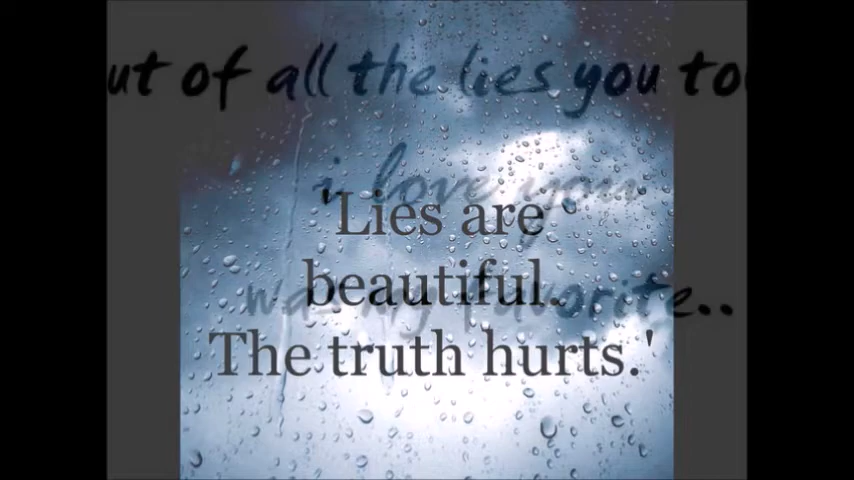 ut of all the lies you to
i love you
'Lies are
was my favorite..
beautiful.
The truth hurts.'